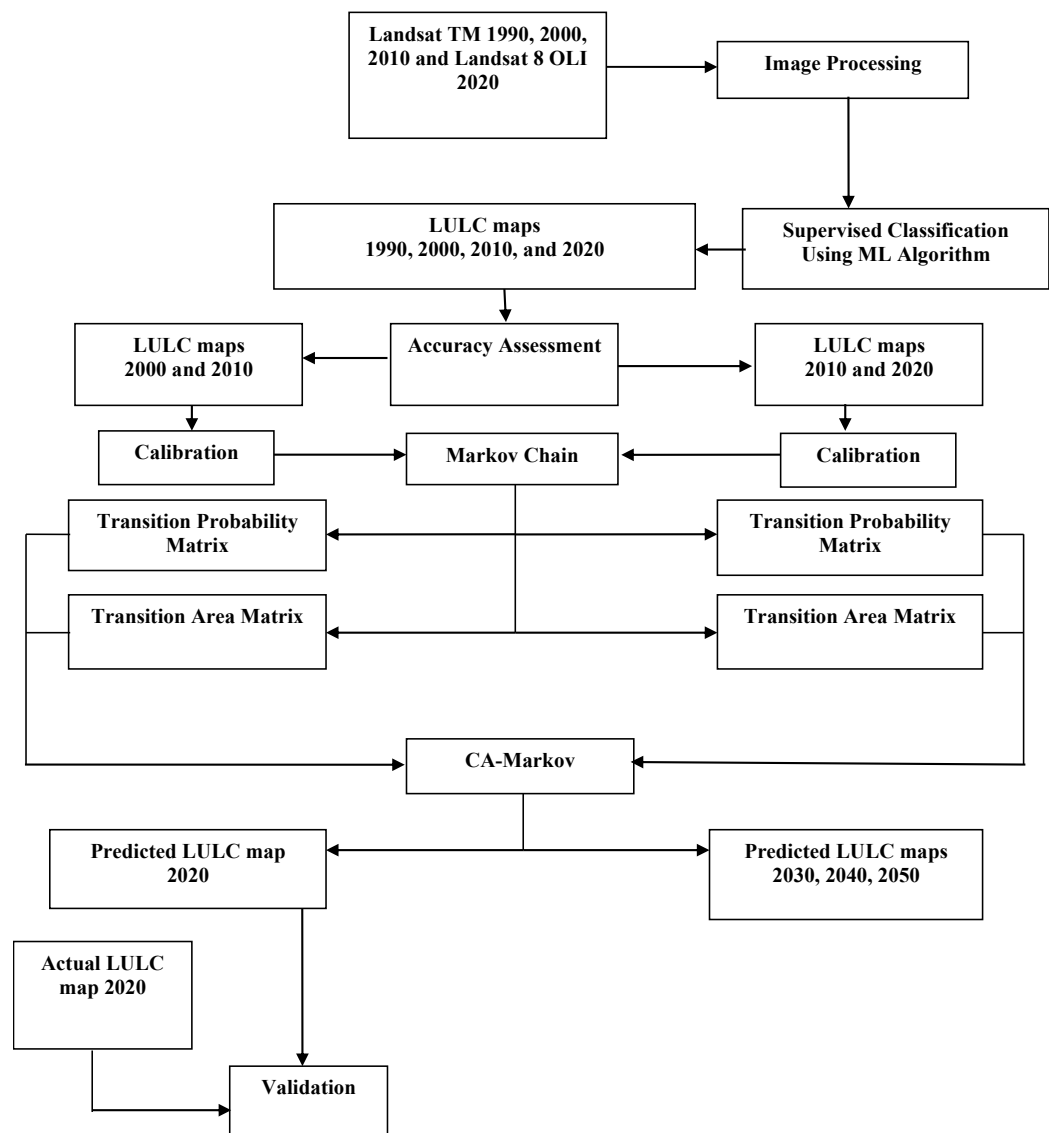 Landsat TM 1990, 2000,
2010 and Landsat 8 OLI
2020
Image Processing
LULC maps
1990, 2000, 2010, and 2020
Supervised Classification
Using ML Algorithm
LULC maps
2000 and 2010
Accuracy Assessment
LULC maps
2010 and 2020
Calibration
Markov Chain
Calibration
Transition Probability
Matrix
Transition Probability
Matrix
Transition Area Matrix
Transition Area Matrix
CA-Markov
Predicted LULC map
2020
Predicted LULC maps
2030, 2040, 2050
Actual LULC
map 2020
Validation